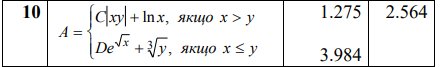 10
A = { C|xy| + ln x, якщо x > y
De^{√x} + ∛y, якщо x ≤ y
1.275 2.564
3.984